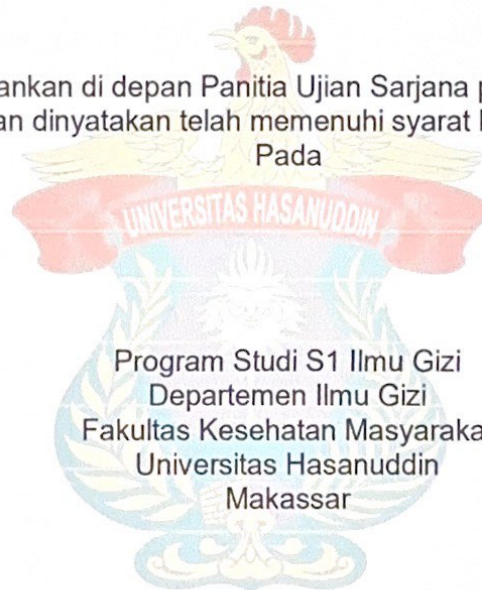 ankan di depan Panitia Ujian Sarjana
an dinyatakan telah memenuhi syarat
Pada
UNIVERSITAS HASANUDDIN
Program Studi S1 Ilmu Gizi
Departemen Ilmu Gizi
Fakultas Kesehatan Masyaraka
Universitas Hasanuddin
Makassar